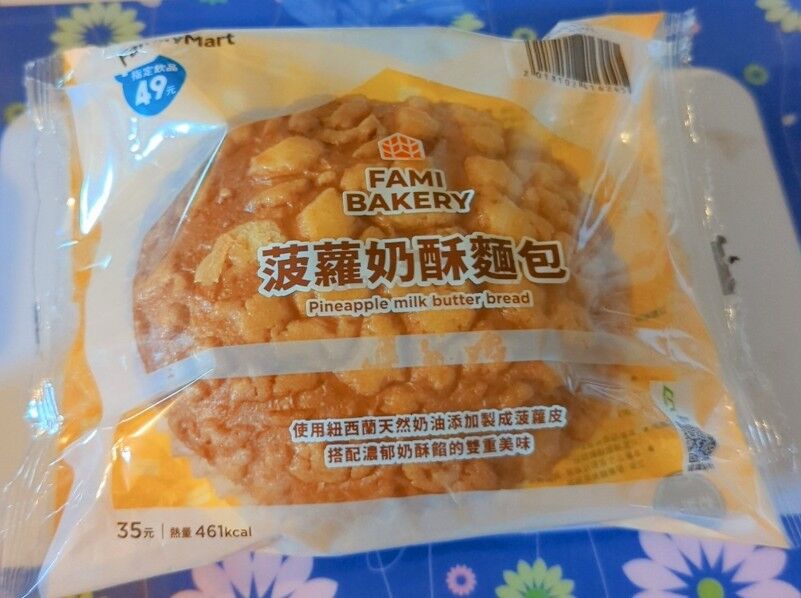 FamilyMart
指定飲品
49元
FAMI
BAKERY
菠蘿奶酥麵包
Pineapple milk butter bread
使用紐西蘭天然奶油添加製成菠蘿皮
搭配濃郁奶酥餡的雙重美味
35元 | 熱量 461kcal